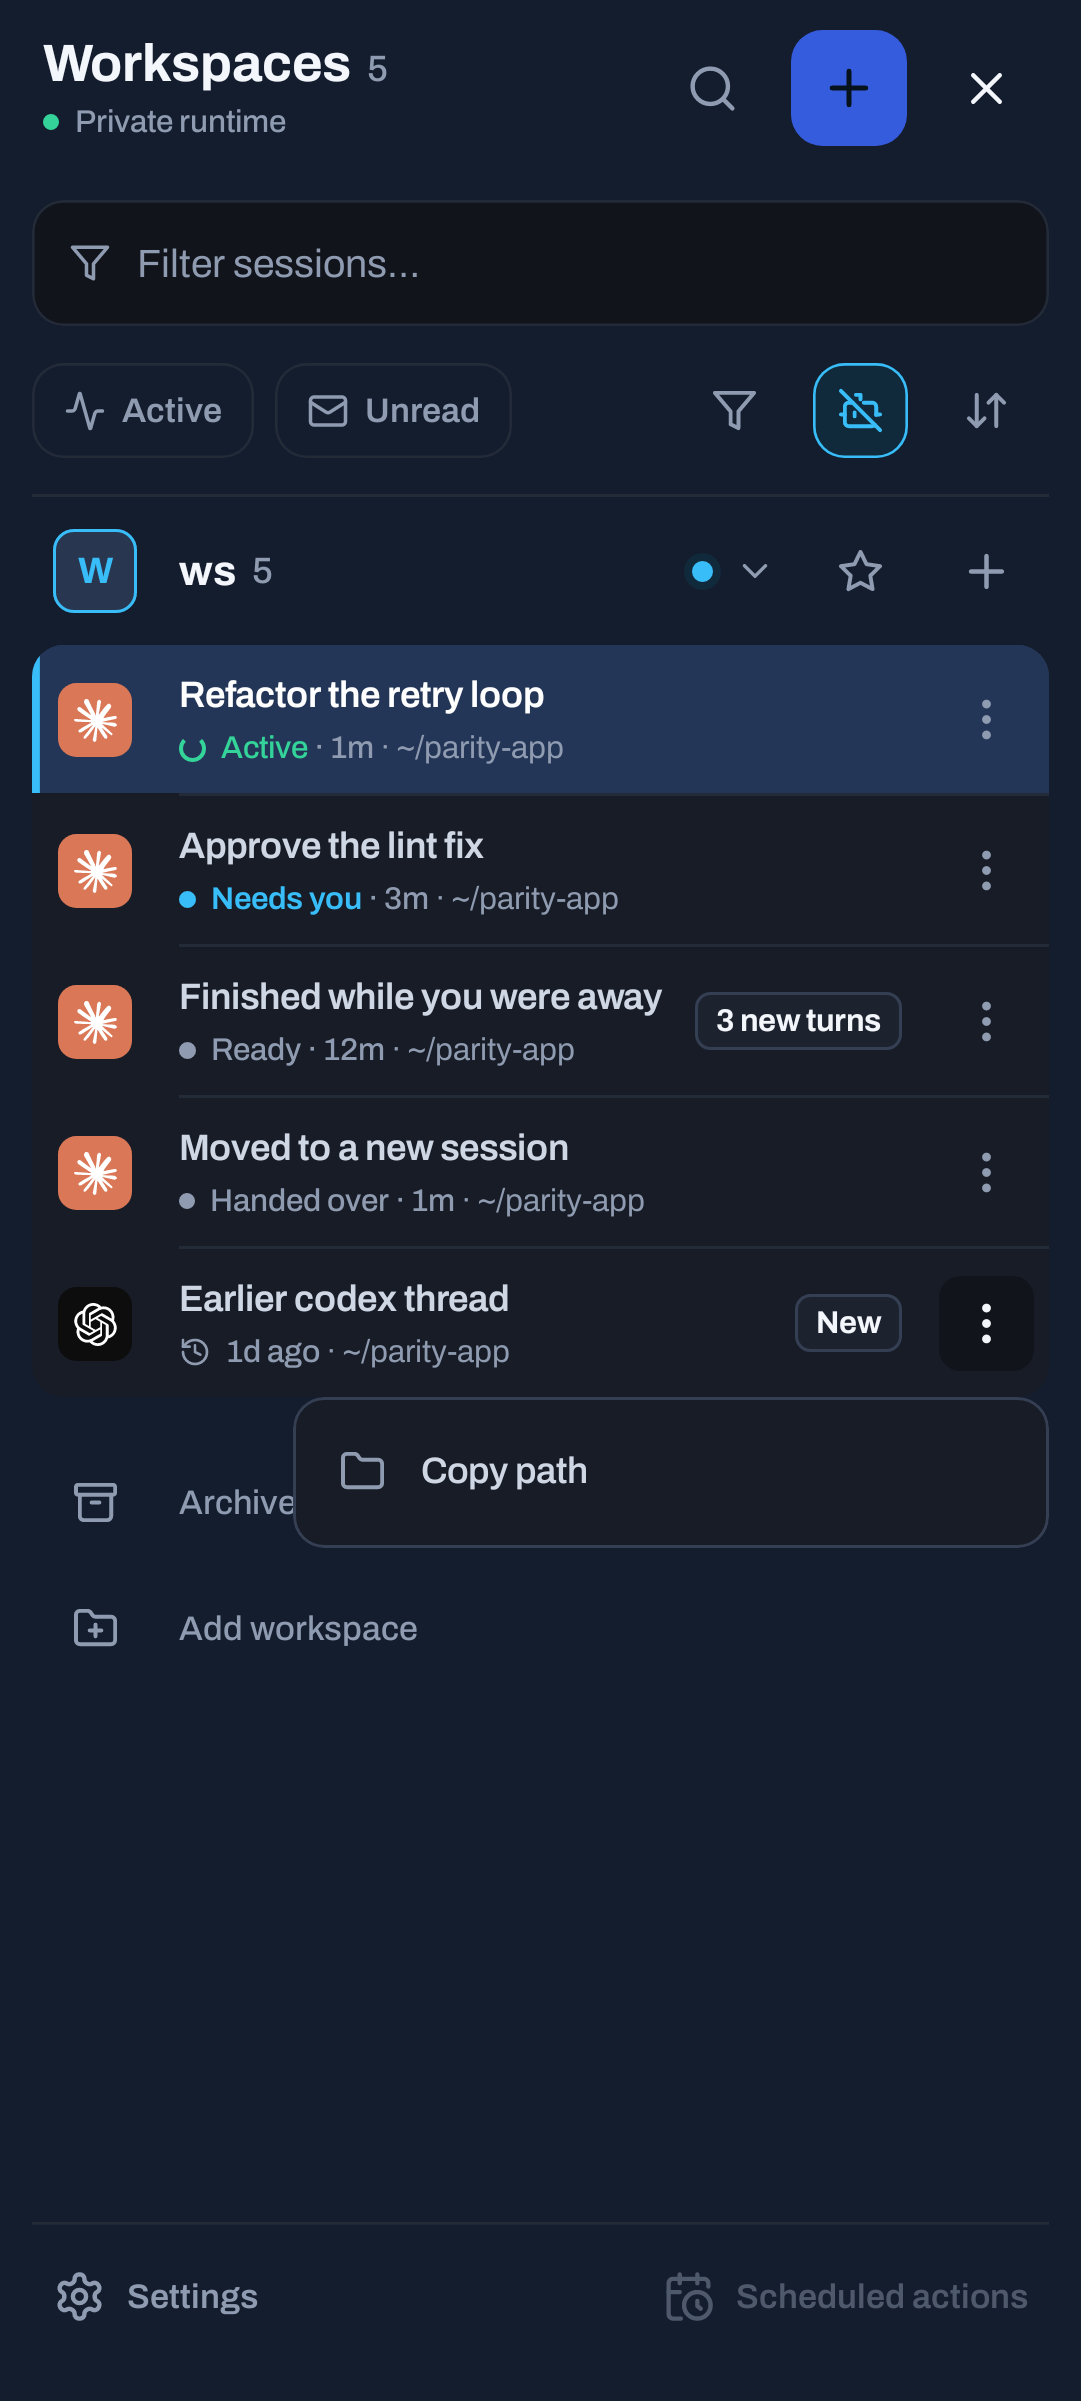 Workspaces 5
Private runtime
Filter sessions...
Active
Unread
W
ws 5
Refactor the retry loop
Active · 1m · ~/parity-app
Approve the lint fix
Needs you · 3m · ~/parity-app
Finished while you were away
3 new turns
Ready · 12m · ~/parity-app
Moved to a new session
Handed over · 1m · ~/parity-app
Earlier codex thread
New
1d ago · ~/parity-app
Copy path
Archive
Add workspace
Settings
Scheduled actions